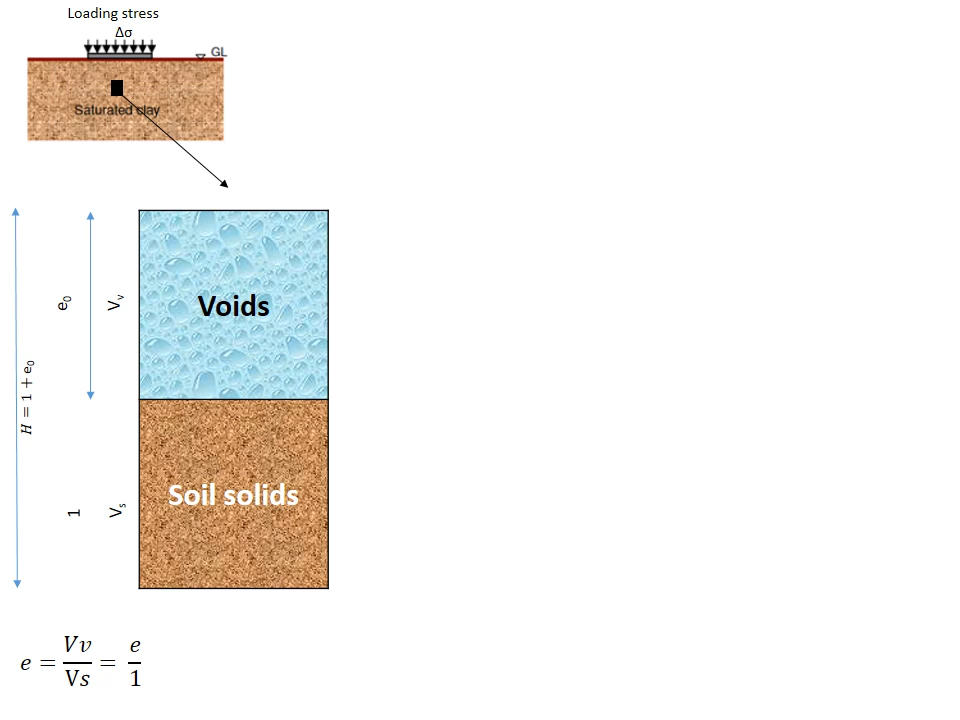 Loading stress
Δσ
GL
Saturated clay
H = 1 + e₀
e₀
Vᵥ
Voids
1
Vₛ
Soil solids
e = Vv/Vs = e/1